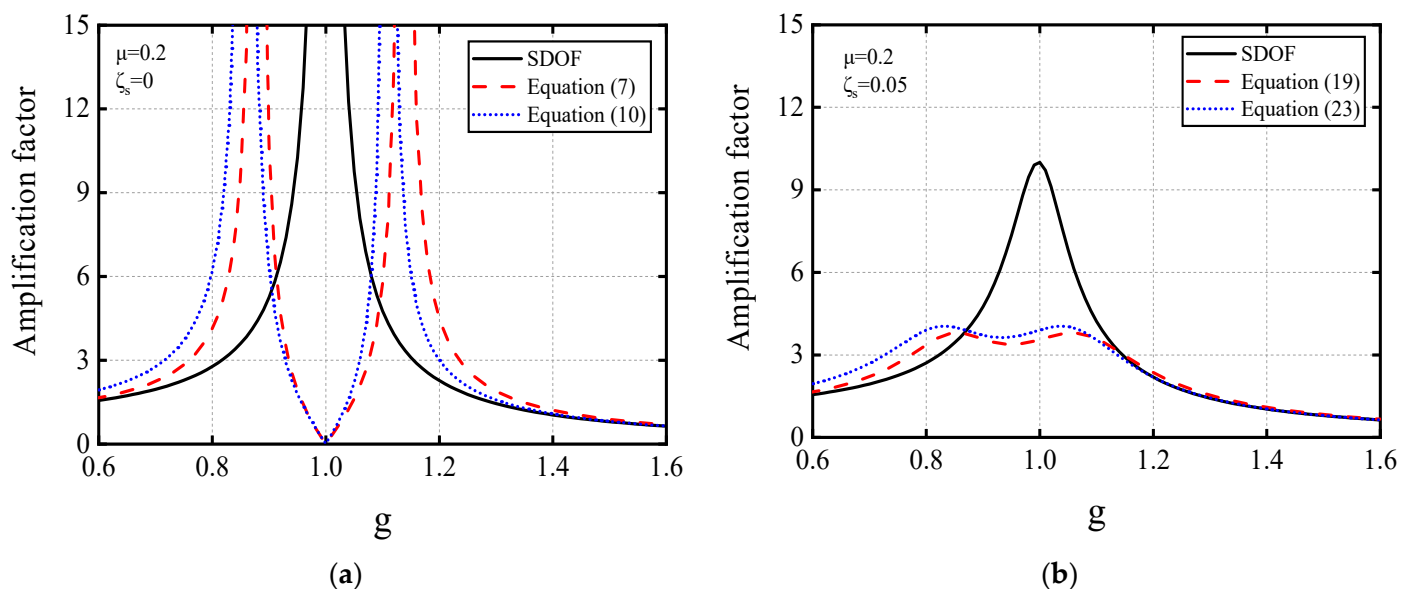 15
12
9
6
3
0
Amplification factor
μ=0.2
ζs=0
SDOF
Equation (7)
Equation (10)
0.6 0.8 1.0 1.2 1.4 1.6
g
(a)
15
12
9
6
3
0
Amplification factor
μ=0.2
ζs=0.05
SDOF
Equation (19)
Equation (23)
0.6 0.8 1.0 1.2 1.4 1.6
g
(b)